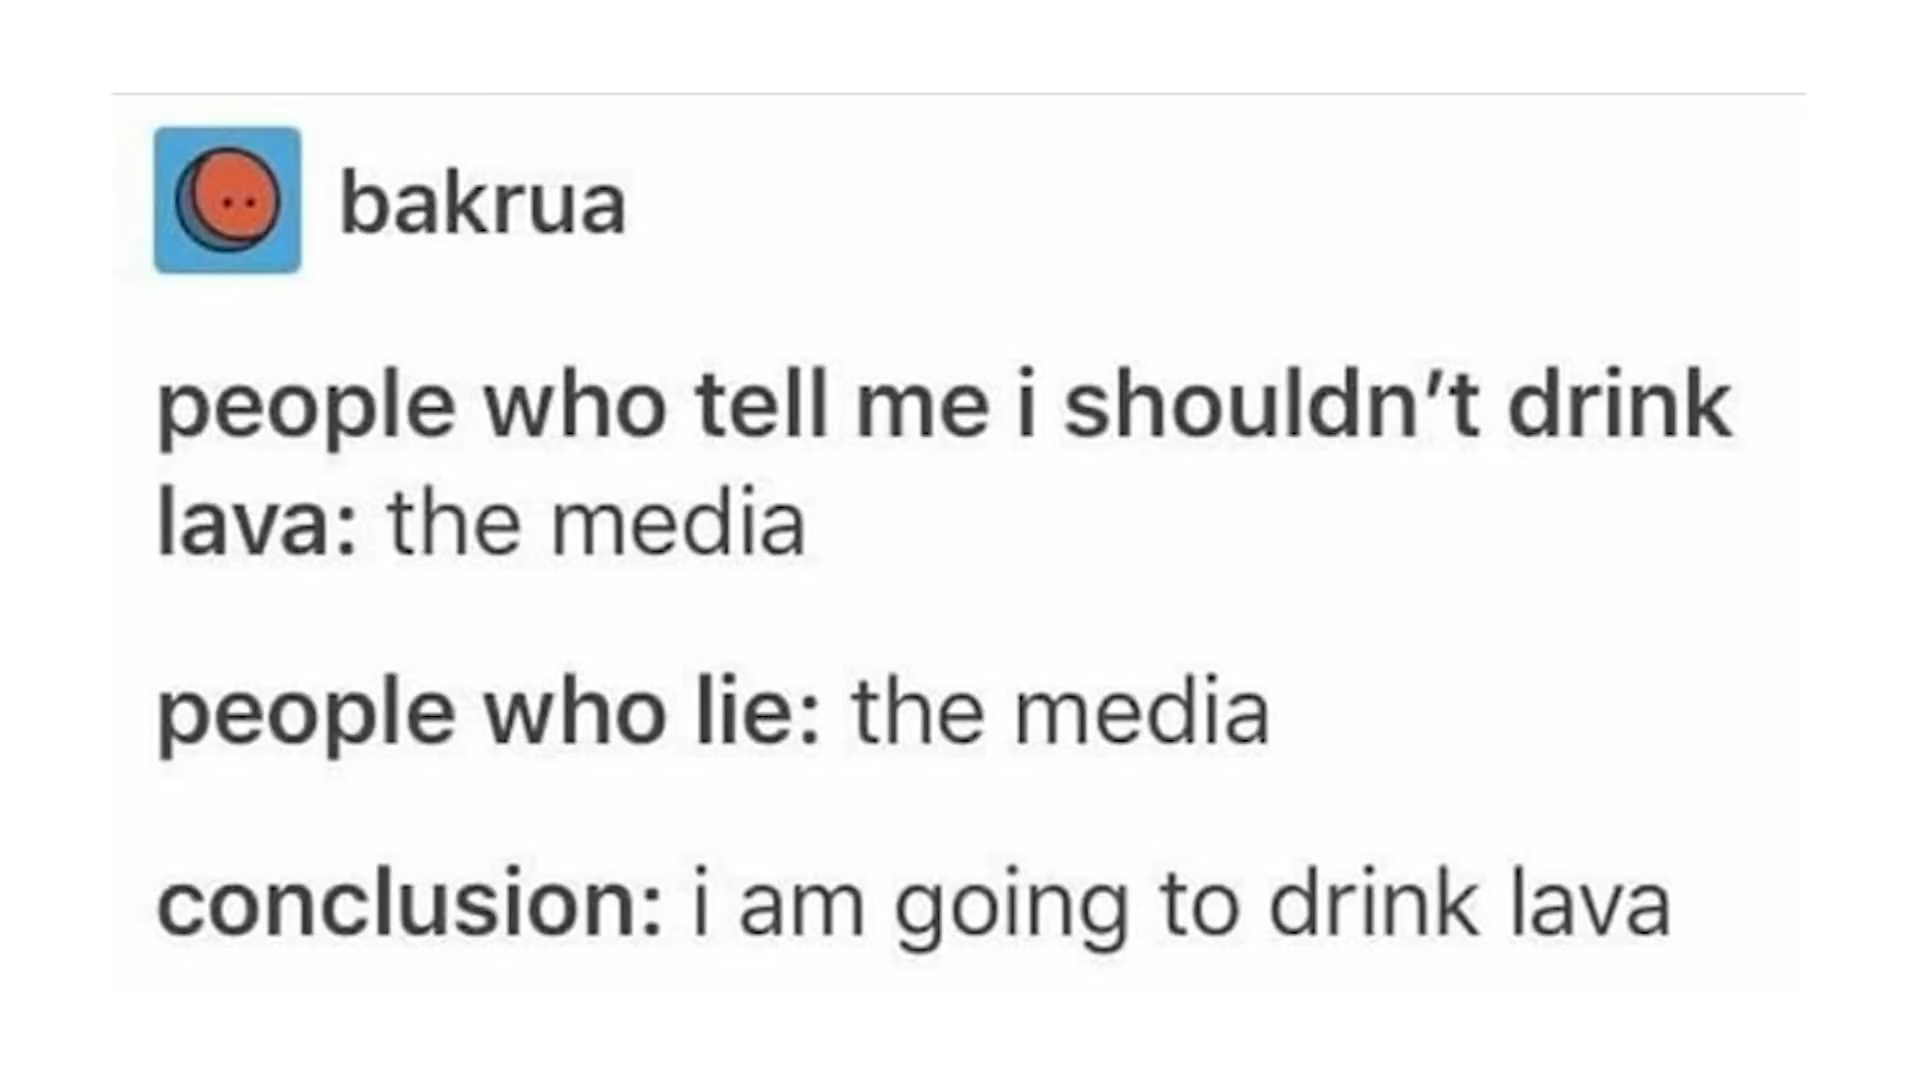 bakrua
people who tell me i shouldn’t drink
lava: the media
people who lie: the media
conclusion: i am going to drink lava